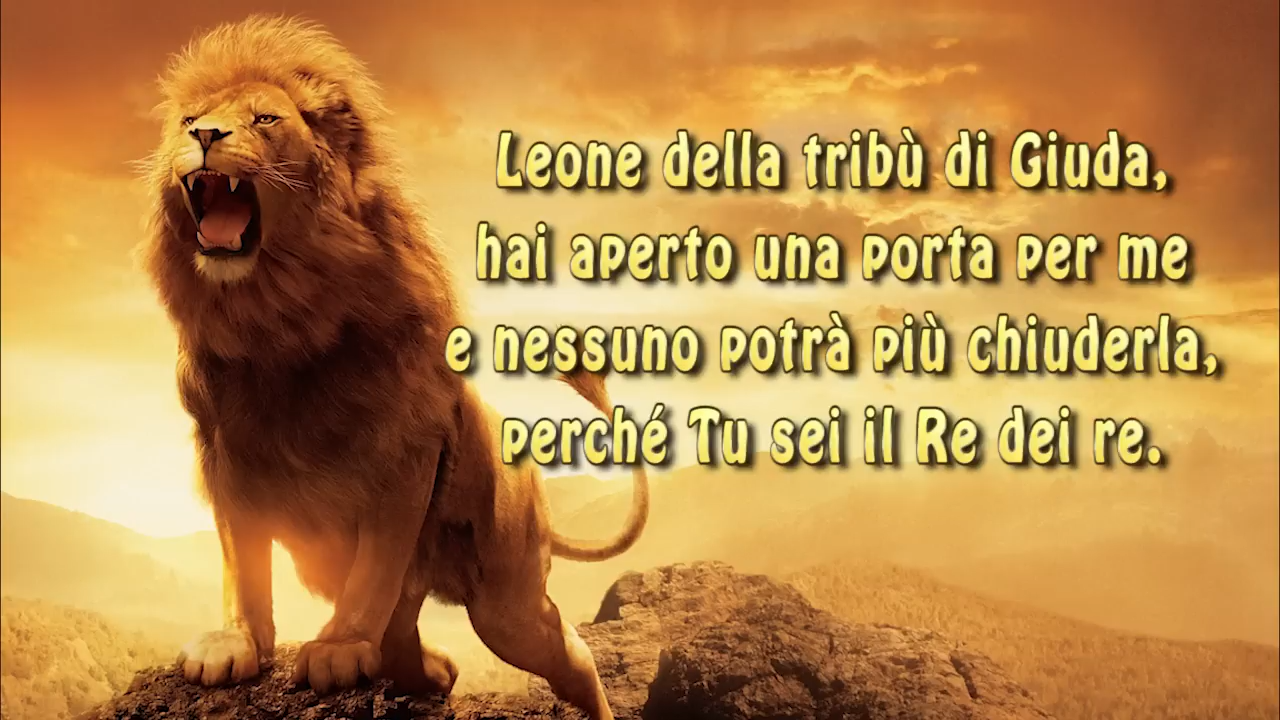 Leone della tribù di Giuda,
hai aperto una porta per me
e nessuno potrà più chiuderla,
perché Tu sei il Re dei re.